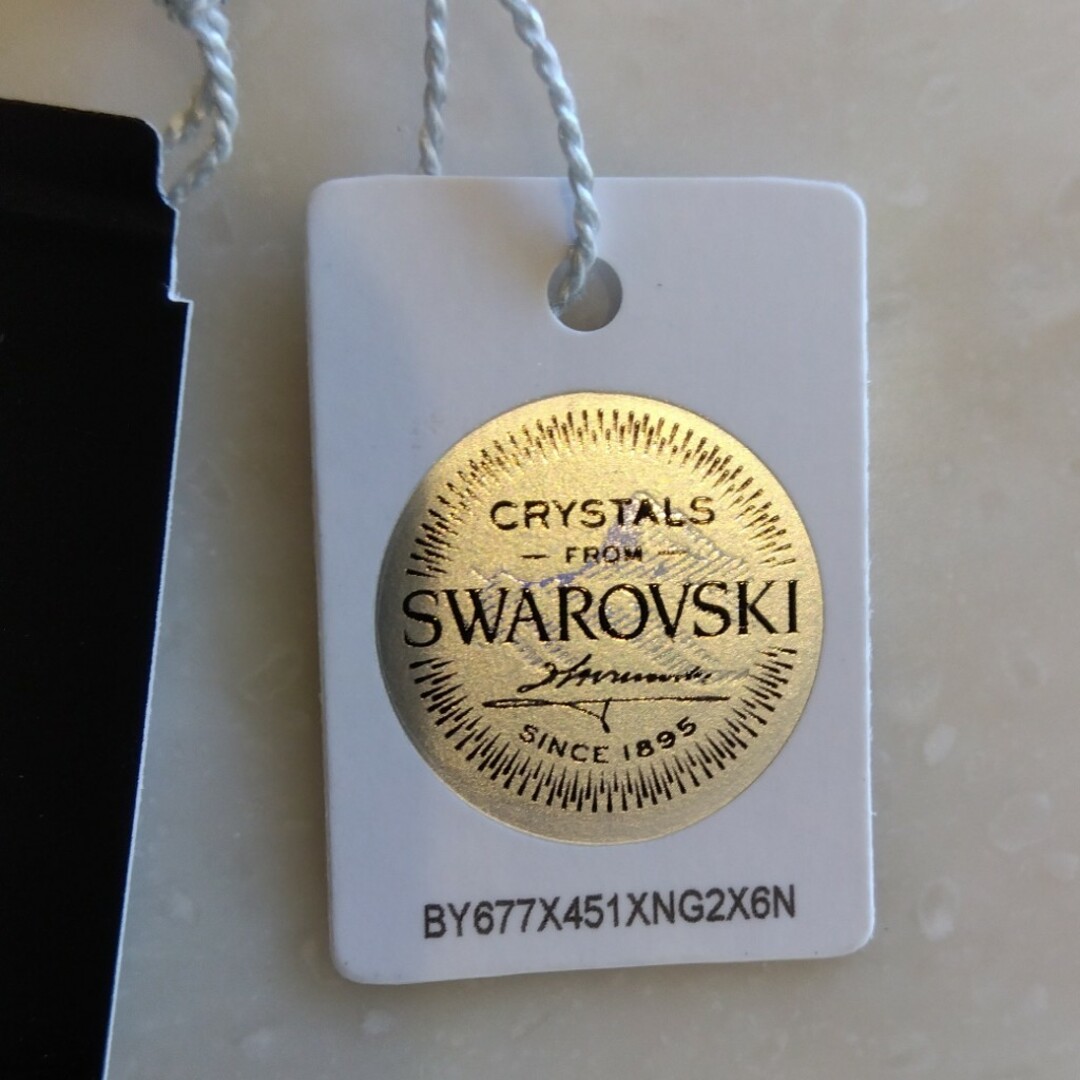 CRYSTALS
— FROM —
SWAROVSKI
SINCE 1895
BY677X451XNG2X6N